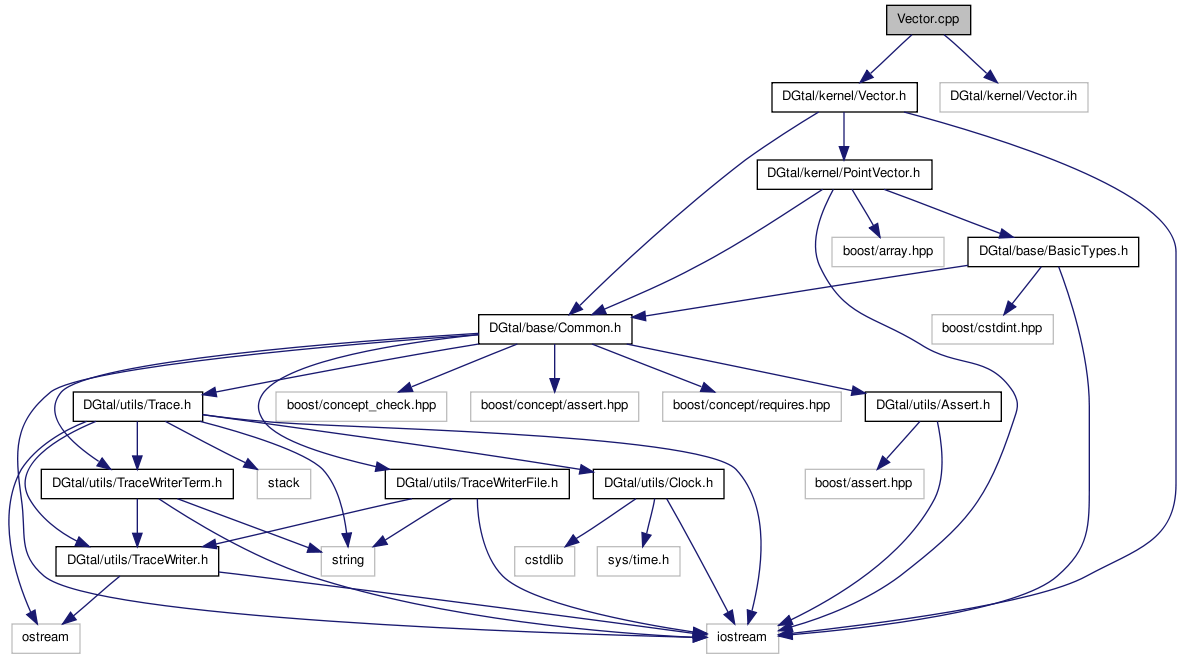 Vector.cpp
DGtal/kernel/Vector.h
DGtal/kernel/Vector.ih
DGtal/kernel/PointVector.h
boost/array.hpp
DGtal/base/BasicTypes.h
DGtal/base/Common.h
boost/cstdint.hpp
DGtal/utils/Trace.h
boost/concept_check.hpp
boost/concept/assert.hpp
boost/concept/requires.hpp
DGtal/utils/Assert.h
DGtal/utils/TraceWriterTerm.h
stack
DGtal/utils/TraceWriterFile.h
DGtal/utils/Clock.h
boost/assert.hpp
DGtal/utils/TraceWriter.h
string
cstdlib
sys/time.h
ostream
iostream